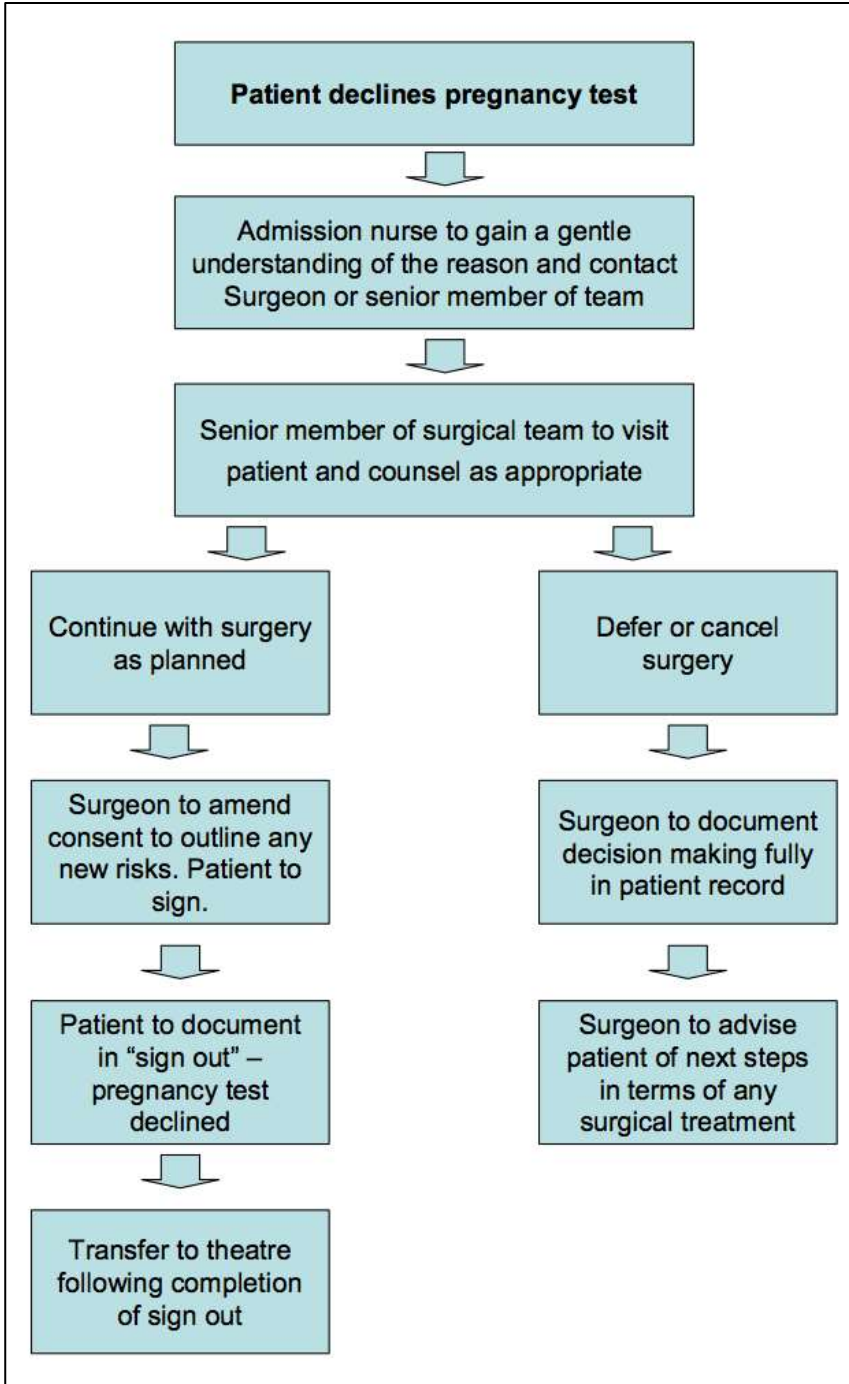 Patient declines pregnancy test
Admission nurse to gain a gentle
understanding of the reason and contact
Surgeon or senior member of team
Senior member of surgical team to visit
patient and counsel as appropriate
Continue with surgery
as planned
Surgeon to amend
consent to outline any
new risks. Patient to
sign.
Patient to document
in “sign out” –
pregnancy test
declined
Transfer to theatre
following completion
of sign out
Defer or cancel
surgery
Surgeon to document
decision making fully
in patient record
Surgeon to advise
patient of next steps
in terms of any
surgical treatment